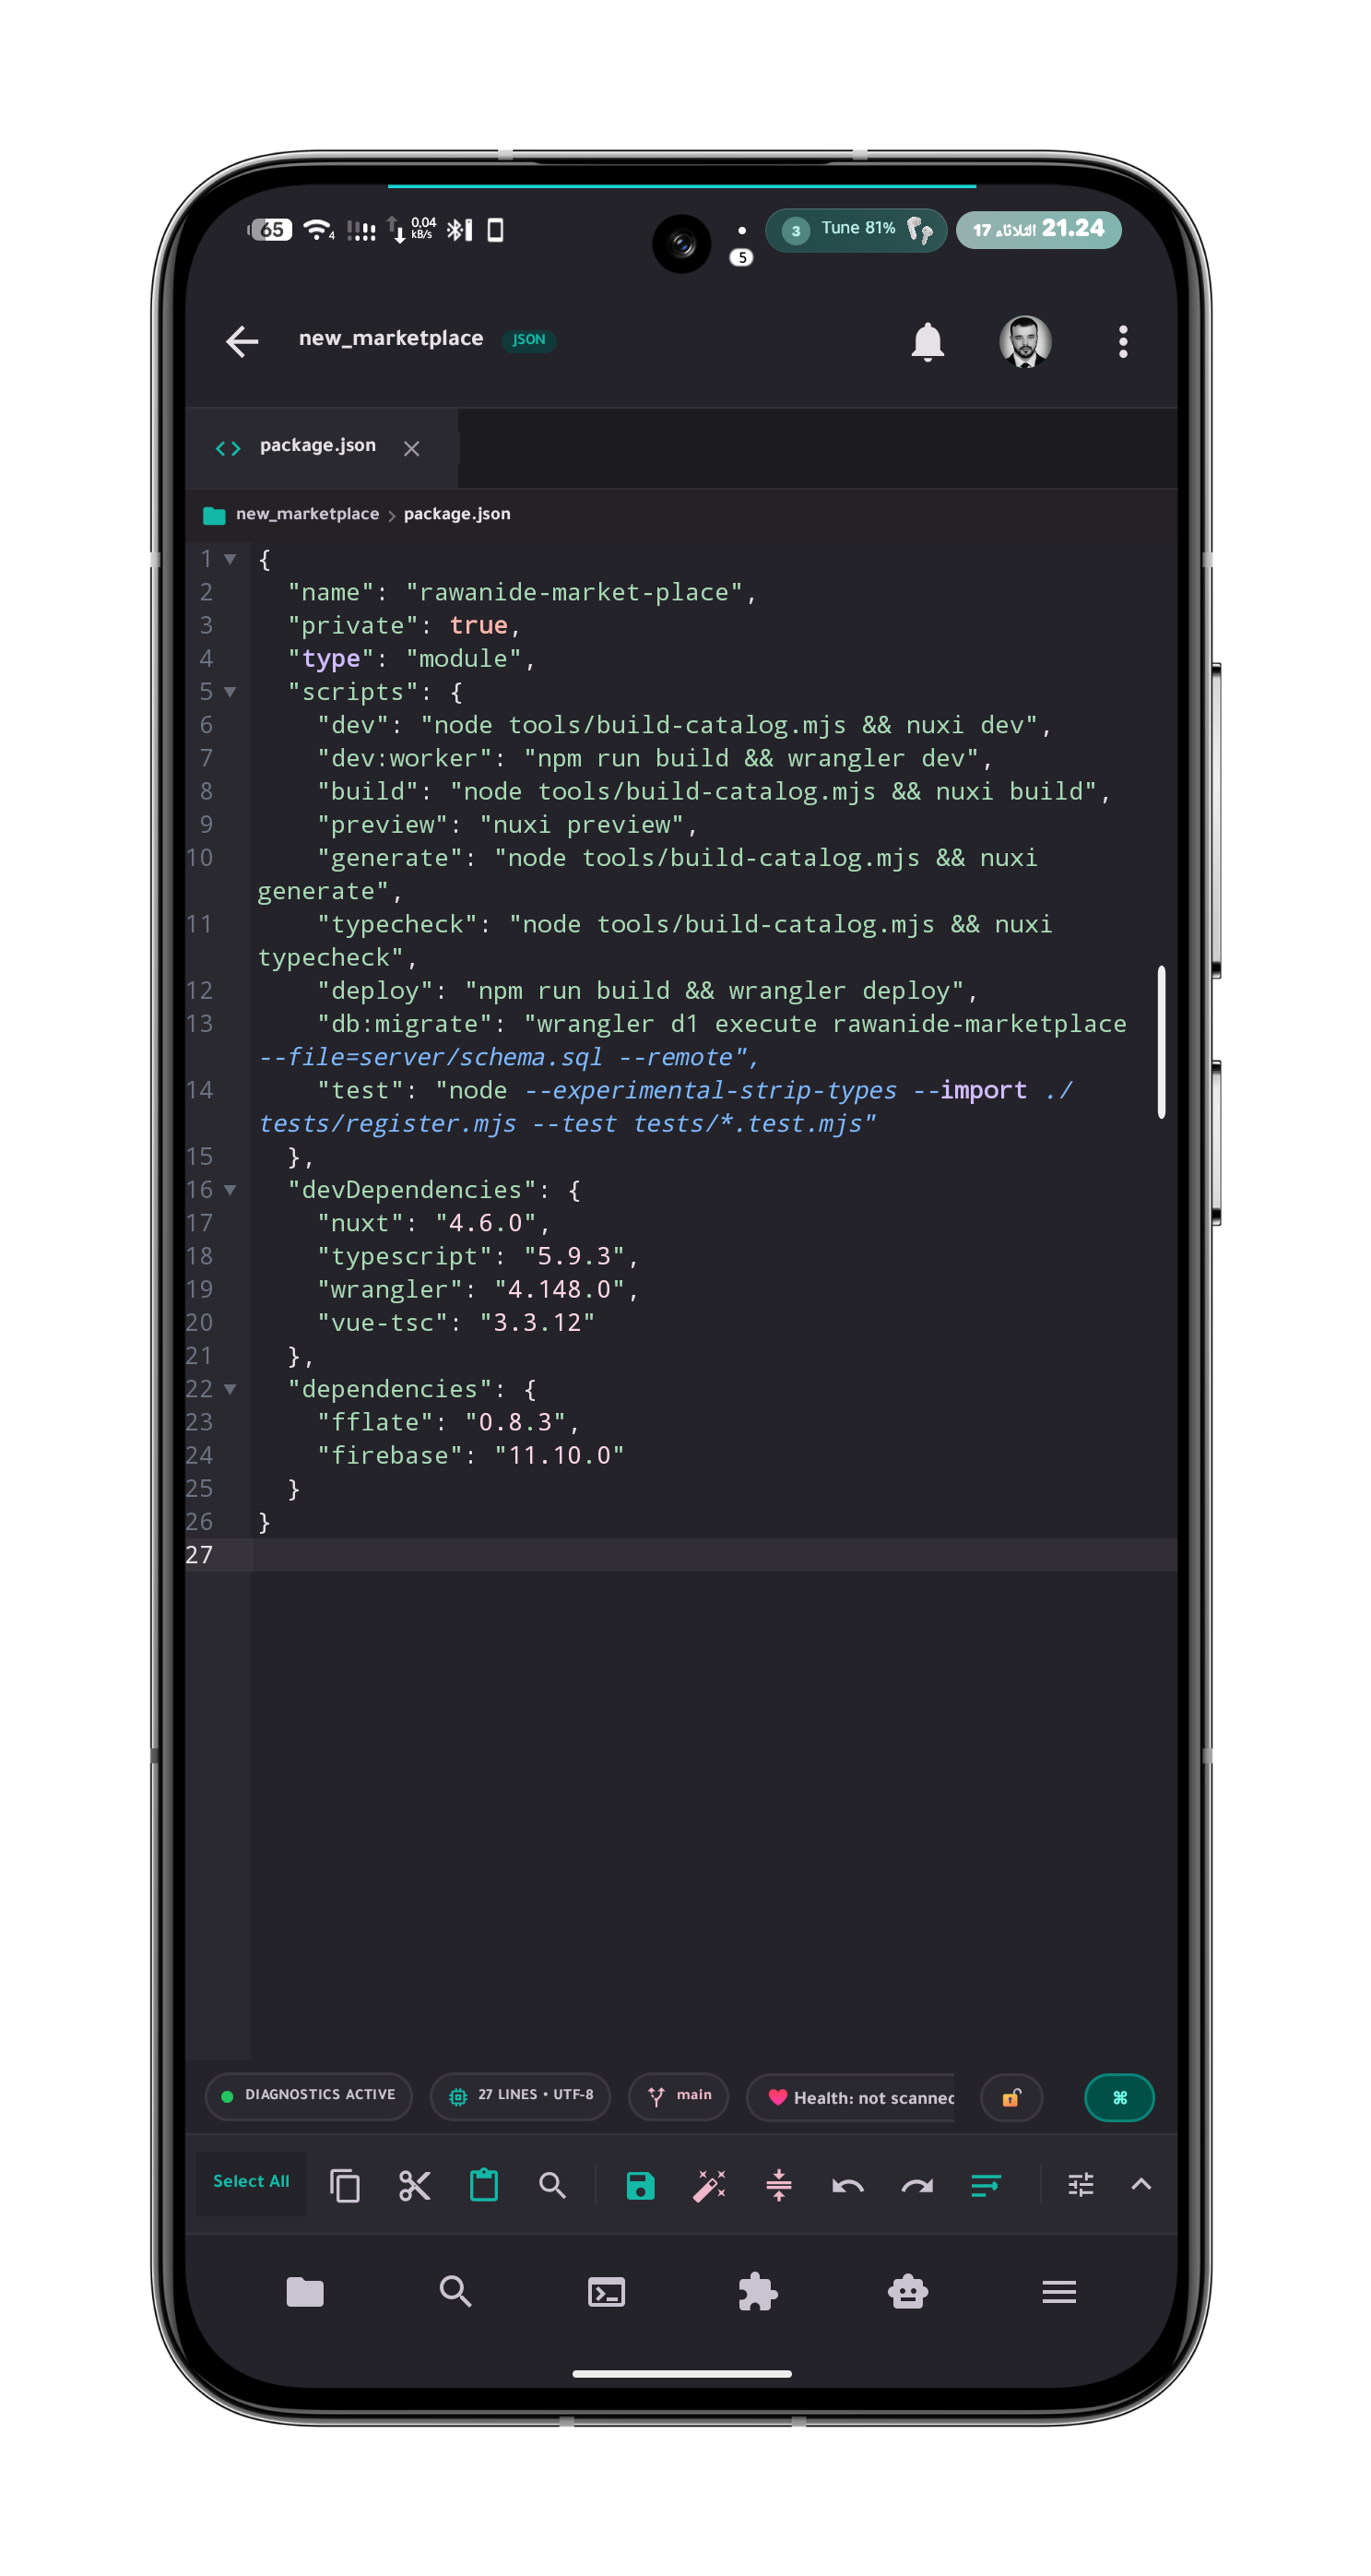 65 4 0,04 kB/s 5 3 Tune 81% الثلاثاء 17 21.24
new_marketplace JSON
package.json
new_marketplace > package.json
1 {
2   "name": "rawanide-market-place",
3   "private": true,
4   "type": "module",
5   "scripts": {
6     "dev": "node tools/build-catalog.mjs && nuxi dev",
7     "dev:worker": "npm run build && wrangler dev",
8     "build": "node tools/build-catalog.mjs && nuxi build",
9     "preview": "nuxi preview",
10     "generate": "node tools/build-catalog.mjs && nuxi
generate",
11     "typecheck": "node tools/build-catalog.mjs && nuxi
typecheck",
12     "deploy": "npm run build && wrangler deploy",
13     "db:migrate": "wrangler d1 execute rawanide-marketplace
--file=server/schema.sql --remote",
14     "test": "node --experimental-strip-types --import ./
tests/register.mjs --test tests/*.test.mjs"
15   },
16   "devDependencies": {
17     "nuxt": "4.6.0",
18     "typescript": "5.9.3",
19     "wrangler": "4.148.0",
20     "vue-tsc": "3.3.12"
21   },
22   "dependencies": {
23     "fflate": "0.8.3",
24     "firebase": "11.10.0"
25   }
26 }
27
DIAGNOSTICS ACTIVE 27 LINES • UTF-8 main Health: not scanned ⌘
Select All